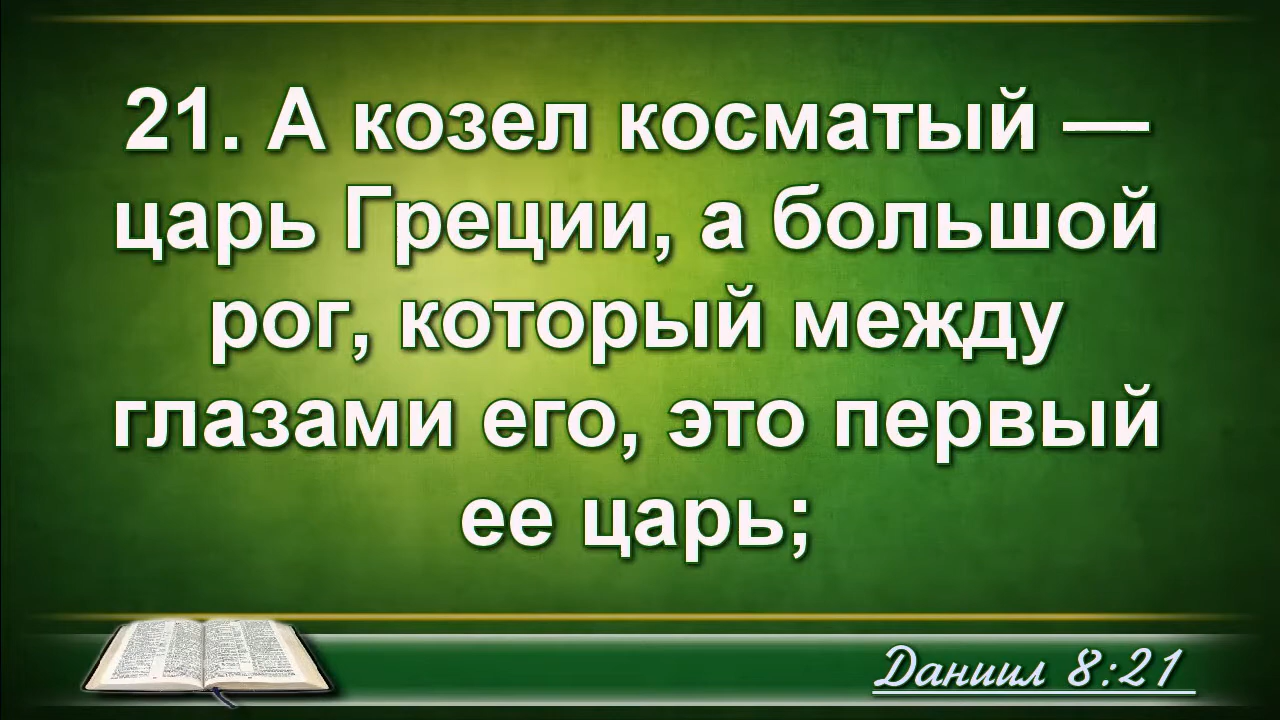 21. А козел косматый —
царь Греции, а большой
рог, который между
глазами его, это первый
ее царь;
Даниил 8:21